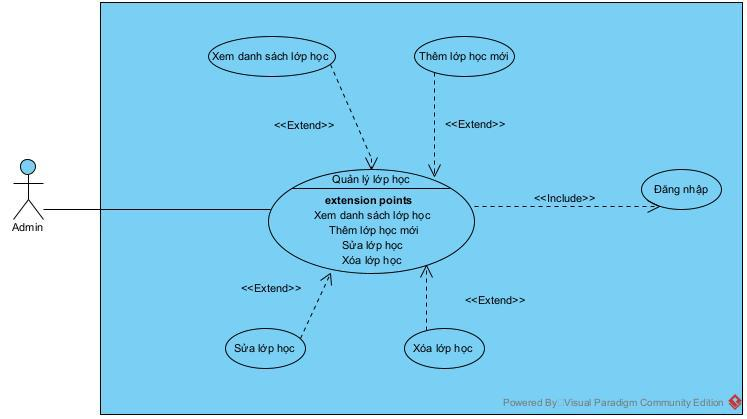 Xem danh sách lớp học
Thêm lớp học mới
<<Extend>>
<<Extend>>
Quản lý lớp học
extension points
Xem danh sách lớp học
Thêm lớp học mới
Sửa lớp học
Xóa lớp học
<<Include>>
Đăng nhập
Admin
<<Extend>>
<<Extend>>
Sửa lớp học
Xóa lớp học
Powered By: Visual Paradigm Community Edition